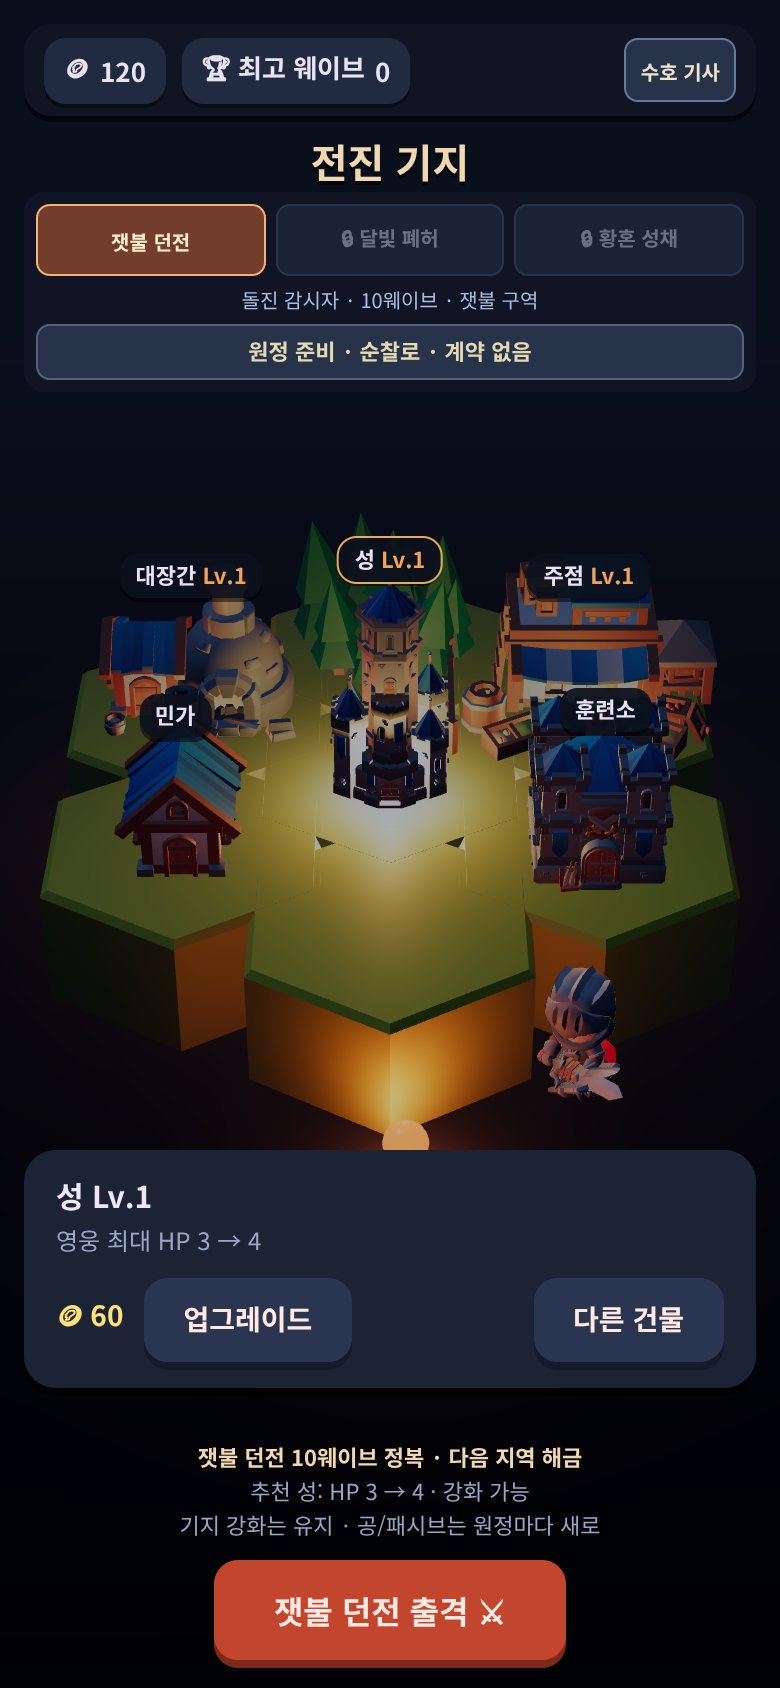 120
최고 웨이브 0
수호 기사
전진 기지
잿불 던전
달빛 폐허
황혼 성채
돌진 감시자 · 10웨이브 · 잿불 구역
원정 준비 · 순찰로 · 계약 없음
대장간 Lv.1
성 Lv.1
주점 Lv.1
민가
훈련소
성 Lv.1
영웅 최대 HP 3 → 4
60
업그레이드
다른 건물
잿불 던전 10웨이브 정복 · 다음 지역 해금
추천 성: HP 3 → 4 · 강화 가능
기지 강화는 유지 · 공/패시브는 원정마다 새로
잿불 던전 출격 ⚔